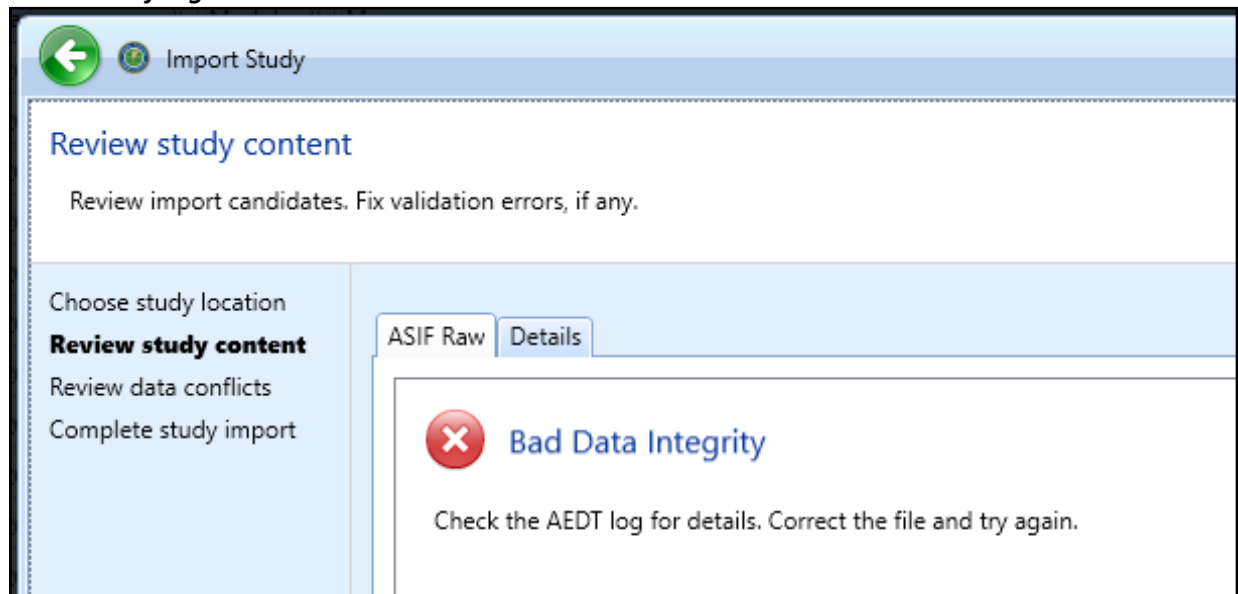 Import Study
Review study content
Review import candidates. Fix validation errors, if any.
Choose study location
Review study content
Review data conflicts
Complete study import
ASIF Raw Details
Bad Data Integrity
Check the AEDT log for details. Correct the file and try again.